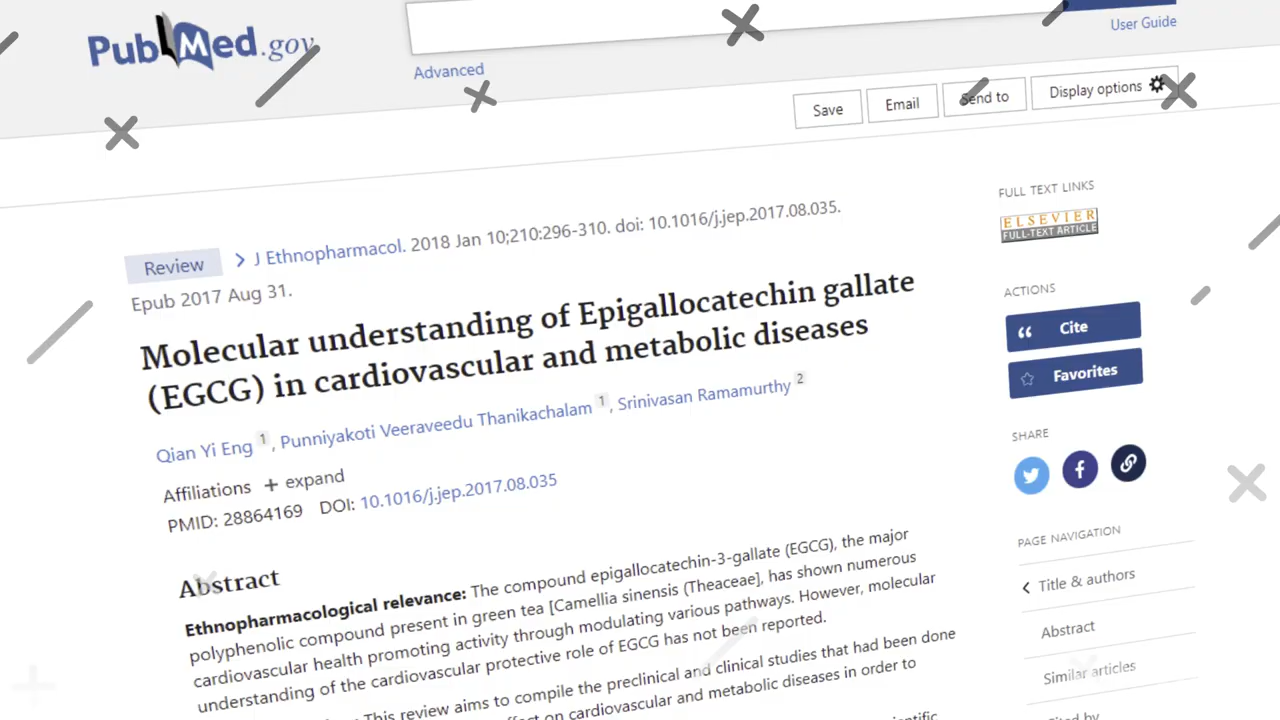 PubMed.gov
User Guide
Advanced
Save
Email
Send to
Display options
FULL TEXT LINKS
ELSEVIER
FULL-TEXT ARTICLE
Review
J Ethnopharmacol. 2018 Jan 10;210:296-310. doi: 10.1016/j.jep.2017.08.035.
Epub 2017 Aug 31.
Molecular understanding of Epigallocatechin gallate
(EGCG) in cardiovascular and metabolic diseases
Qian Yi Eng 1, Punniyakoti Veeraveedu Thanikachalam 1, Srinivasan Ramamurthy 2
Affiliations + expand
PMID: 28864169 DOI: 10.1016/j.jep.2017.08.035
Abstract
Ethnopharmacological relevance: The compound epigallocatechin-3-gallate (EGCG), the major
polyphenolic compound present in green tea [Camellia sinensis (Theaceae], has shown numerous
cardiovascular health promoting activity through modulating various pathways. However, molecular
understanding of the cardiovascular protective role of EGCG has not been reported.
This review aims to compile the preclinical and clinical studies that had been done
on cardiovascular and metabolic diseases in order to
ACTIONS
Cite
Favorites
SHARE
PAGE NAVIGATION
Title & authors
Abstract
Similar articles
Cited by